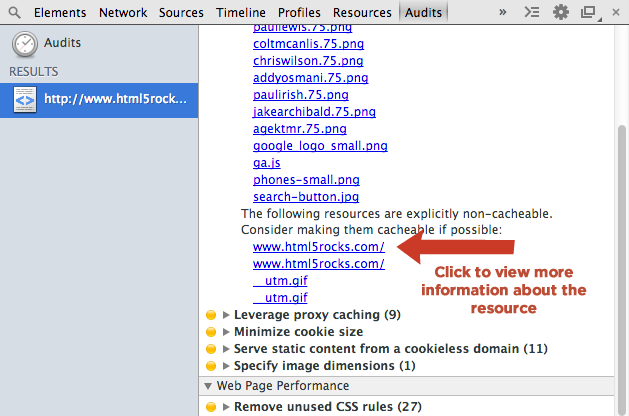 Elements Network Sources Timeline Profiles Resources Audits »
Audits
RESULTS
http://www.html5rock...
paullewis.75.png
coltmcanlis.75.png
chriswilson.75.png
addyosmani.75.png
paulirish.75.png
jakearchibald.75.png
agektmr.75.png
google_logo_small.png
ga.js
phones-small.png
search-button.jpg
The following resources are explicitly non-cacheable.
Consider making them cacheable if possible:
www.html5rocks.com/
www.html5rocks.com/
__utm.gif
__utm.gif
Click to view more
information about the
resource
Leverage proxy caching (9)
Minimize cookie size
Serve static content from a cookieless domain (11)
Specify image dimensions (1)
Web Page Performance
Remove unused CSS rules (27)